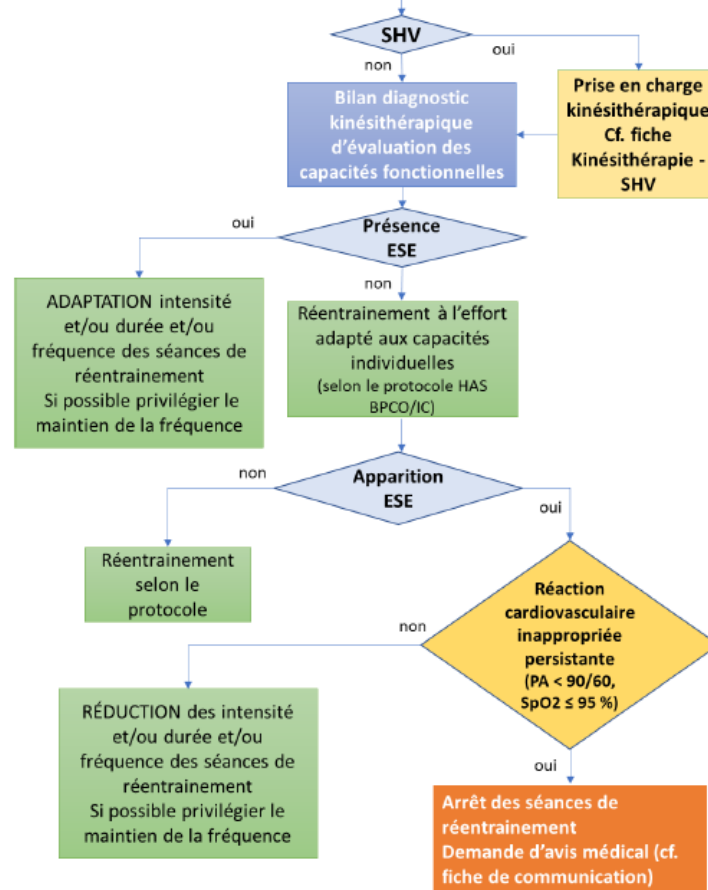 SHV
oui
non
Prise en charge
kinésithérapique
Cf. fiche
Kinésithérapie -
SHV
Bilan diagnostic
kinésithérapique
d'évaluation des
capacités fonctionnelles
oui
Présence
ESE
non
ADAPTATION intensité
et/ou durée et/ou
fréquence des séances de
réentrainement
Si possible privilégier le
maintien de la fréquence
Réentrainement à l'effort
adapté aux capacités
individuelles
(selon le protocole HAS
BPCO/IC)
non
Apparition
ESE
oui
Réentrainement
selon le
protocole
Réaction
cardiovasculaire
inappropriée
persistante
(PA < 90/60,
SpO2 ≤ 95 %)
non
RÉDUCTION des intensité
et/ou durée et/ou
fréquence des séances de
réentrainement
Si possible privilégier le
maintien de la fréquence
oui
Arrêt des séances de
réentrainement
Demande d'avis médical (cf.
fiche de communication)